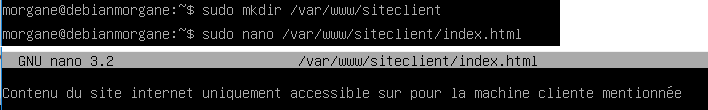 morgane@debianmorgane:~$ sudo mkdir /var/www/siteclient
morgane@debianmorgane:~$ sudo nano /var/www/siteclient/index.html
GNU nano 3.2 /var/www/siteclient/index.html
Contenu du site internet uniquement accessible sur pour la machine cliente mentionnée